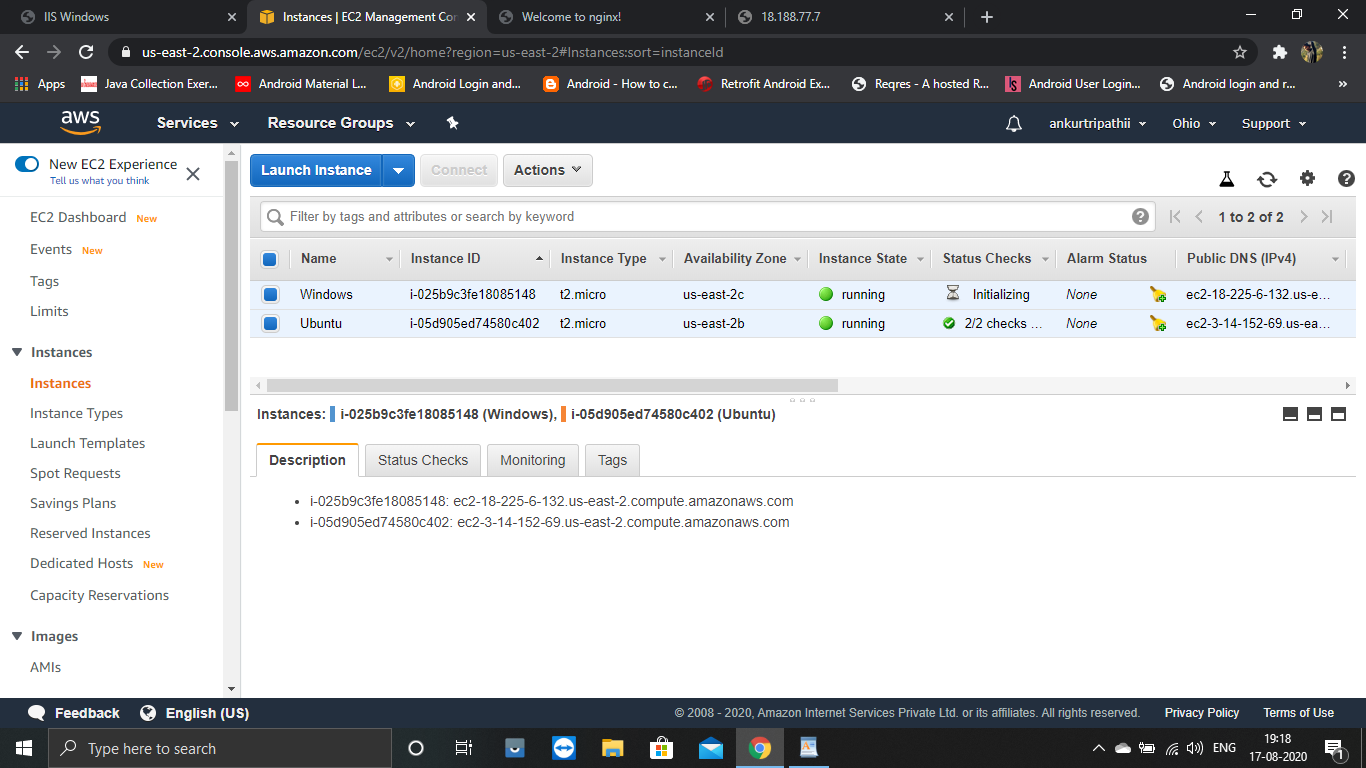 IIS Windows
Instances | EC2 Management Con
Welcome to nginx!
18.188.77.7
us-east-2.console.aws.amazon.com/ec2/v2/home?region=us-east-2#Instances:sort=instanceId
Apps
Java Collection Exer...
Android Material L...
Android Login and...
Android - How to c...
Retrofit Android Ex...
Reqres - A hosted R...
Android User Login...
Android login and r...
»
aws
Services
Resource Groups
ankurtripathii
Ohio
Support
New EC2 Experience
Tell us what you think
EC2 Dashboard New
Events New
Tags
Limits
Instances
Instances
Instance Types
Launch Templates
Spot Requests
Savings Plans
Reserved Instances
Dedicated Hosts New
Capacity Reservations
Images
AMIs
Launch Instance
Connect
Actions
Filter by tags and attributes or search by keyword
1 to 2 of 2
Name Instance ID Instance Type Availability Zone Instance State Status Checks Alarm Status Public DNS (IPv4)
Windows i-025b9c3fe18085148 t2.micro us-east-2c running Initializing None ec2-18-225-6-132.us-e...
Ubuntu i-05d905ed74580c402 t2.micro us-east-2b running 2/2 checks ... None ec2-3-14-152-69.us-ea...
Instances: i-025b9c3fe18085148 (Windows), i-05d905ed74580c402 (Ubuntu)
Description
Status Checks
Monitoring
Tags
• i-025b9c3fe18085148: ec2-18-225-6-132.us-east-2.compute.amazonaws.com
• i-05d905ed74580c402: ec2-3-14-152-69.us-east-2.compute.amazonaws.com
Feedback
English (US)
© 2008 - 2020, Amazon Internet Services Private Ltd. or its affiliates. All rights reserved.
Privacy Policy
Terms of Use
Type here to search
ENG
19:18
17-08-2020
1